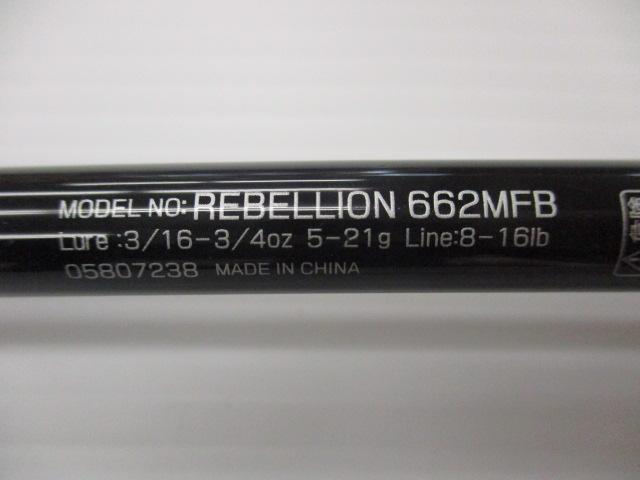 MODEL NO: REBELLION 662MFB
Lure :3/16-3/4oz 5-21g Line:8-16lb
05807238 MADE IN CHINA